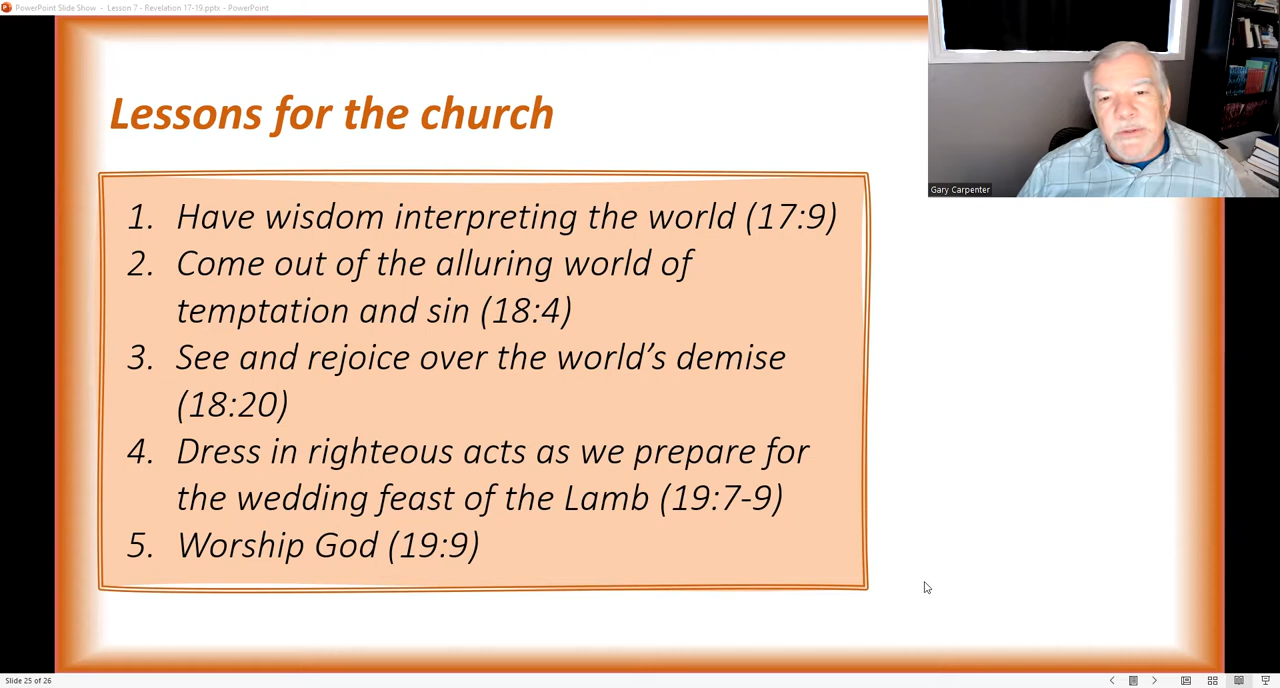 PowerPoint Slide Show - Lesson 7 - Revelation 17-19.pptx - PowerPoint
Lessons for the church
1. Have wisdom interpreting the world (17:9)
2. Come out of the alluring world of
temptation and sin (18:4)
3. See and rejoice over the world's demise
(18:20)
4. Dress in righteous acts as we prepare for
the wedding feast of the Lamb (19:7-9)
5. Worship God (19:9)
Gary Carpenter
Slide 25 of 26